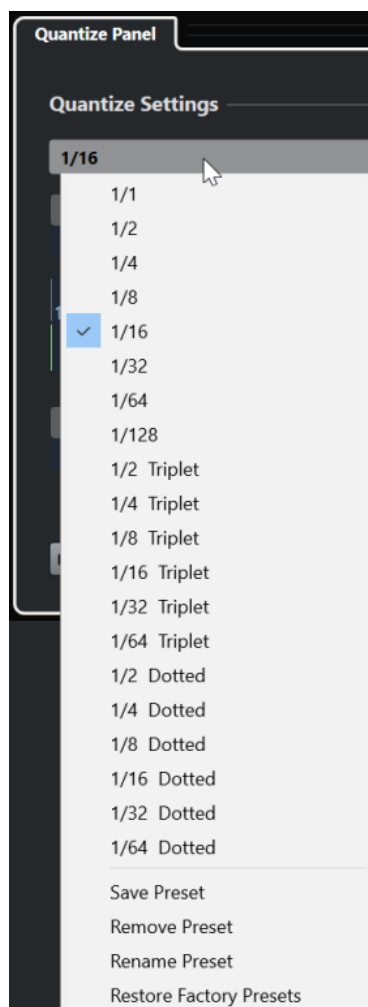 Quantize Panel
Quantize Settings
1/16
1/1
1/2
1/4
1/8
1/16
1/32
1/64
1/128
1/2 Triplet
1/4 Triplet
1/8 Triplet
1/16 Triplet
1/32 Triplet
1/64 Triplet
1/2 Dotted
1/4 Dotted
1/8 Dotted
1/16 Dotted
1/32 Dotted
1/64 Dotted
Save Preset
Remove Preset
Rename Preset
Restore Factory Presets